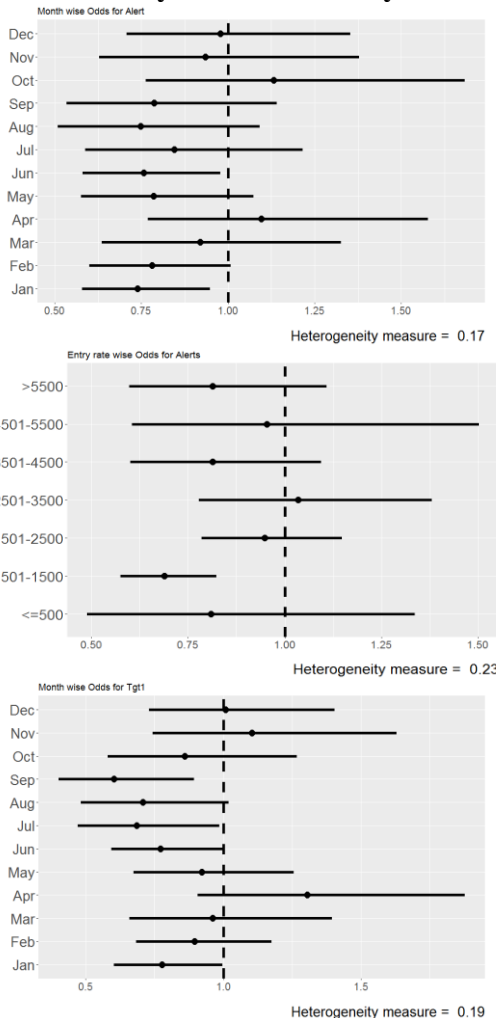 Month wise Odds for Alert
Dec
Nov
Oct
Sep
Aug
Jul
Jun
May
Apr
Mar
Feb
Jan
0.50 0.75 1.00 1.25 1.50
Heterogeneity measure = 0.17
Entry rate wise Odds for Alerts
>5500
501-5500
501-4500
501-3500
501-2500
501-1500
<=500
0.50 0.75 1.00 1.25 1.50
Heterogeneity measure = 0.23
Month wise Odds for Tgt1
Dec
Nov
Oct
Sep
Aug
Jul
Jun
May
Apr
Mar
Feb
Jan
0.5 1.0 1.5
Heterogeneity measure = 0.19